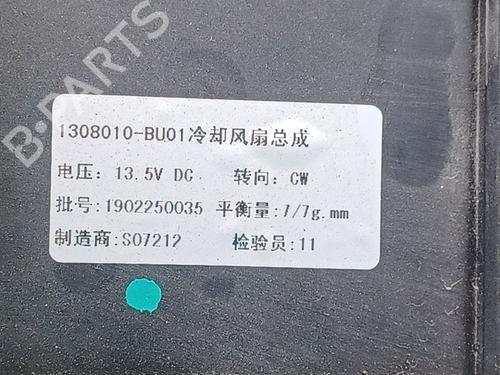 B-PARTS
1308010-BU01冷却风扇总成
电压: 13.5V DC 转向: CW
批号:1902250035 平衡量:7/7g.mm
制造商:S07212 检验员:11